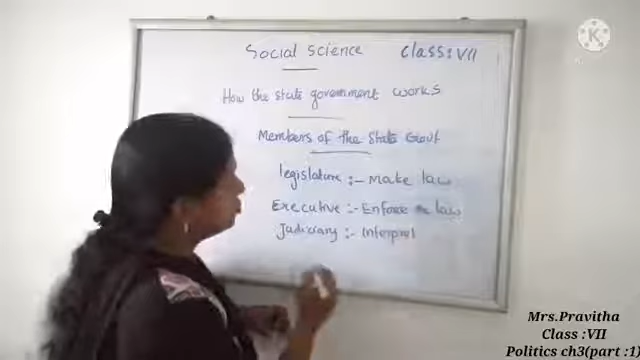 Social science Class: VII
How the state government works
Members of the State Govt
legislature :- Make law
Executive :- Enforce the law
Judiciary :- Interpret
Mrs.Pravitha
Class :VII
Politics ch3(part :1)
K